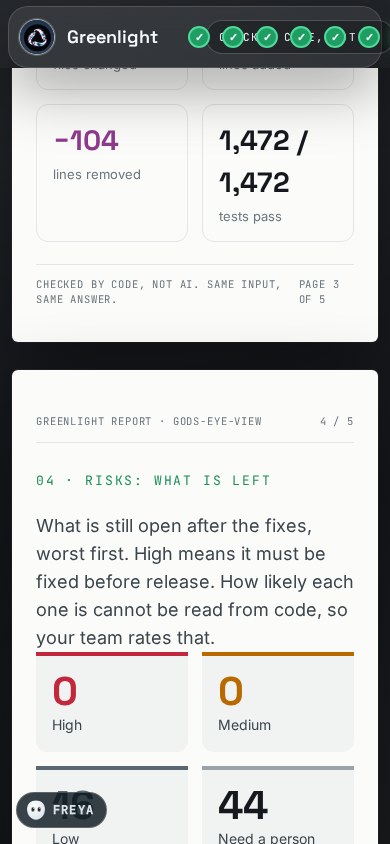 Greenlight
lines removed
−104
1,472 /
1,472
tests pass
CHECKED BY CODE, NOT AI. SAME INPUT,
SAME ANSWER.
PAGE 3
OF 5
GREENLIGHT REPORT · GODS-EYE-VIEW
4 / 5
04 · RISKS: WHAT IS LEFT
What is still open after the fixes,
worst first. High means it must be
fixed before release. How likely each
one is cannot be read from code, so
your team rates that.
0
High
0
Medium
Low
44
Need a person
FREYA